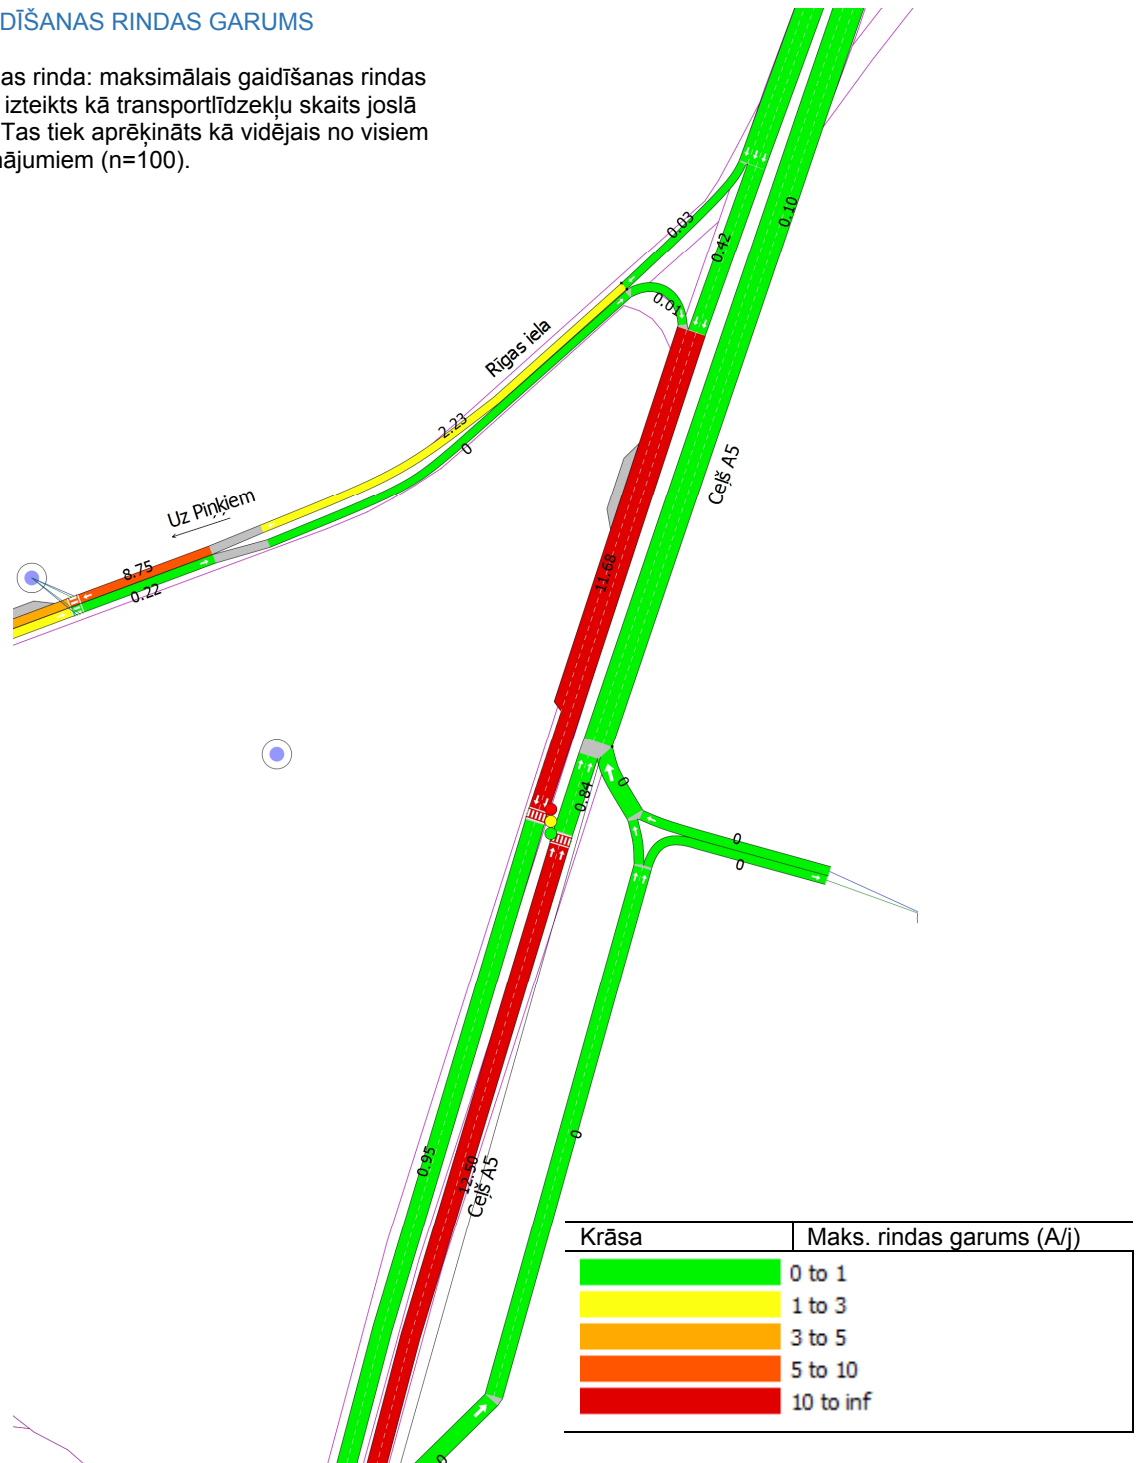 DĪŠANAS RINDAS GARUMS
as rinda: maksimālais gaidīšanas rindas
izteikts kā transportlīdzekļu skaits joslā
Tas tiek aprēķināts kā vidējais no visiem
nājumiem (n=100).
0.10
0.03
0.42
0.01
Rīgas iela
2.23
0
Ceļš A5
Uz Piņķiem
8.75
0.22
11.68
0
0.84
0
0
0
0.95
12.50
Ceļš A5
0
Krāsa Maks. rindas garums (A/j)
0 to 1
1 to 3
3 to 5
5 to 10
10 to inf